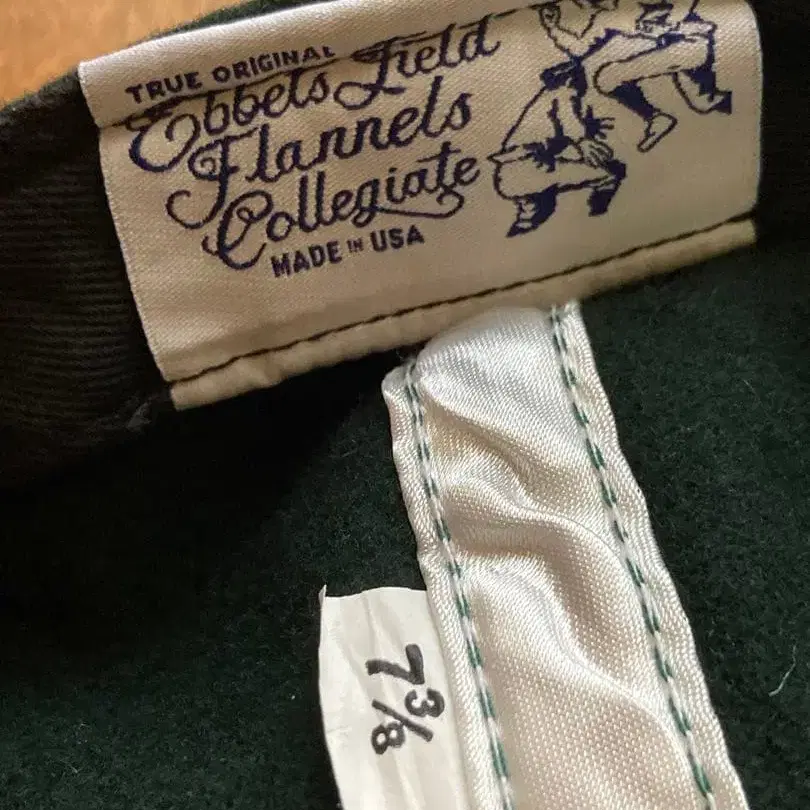 TRUE ORIGINAL
Ebbets Field
Flannels
Collegiate
MADE IN USA
7 3/8